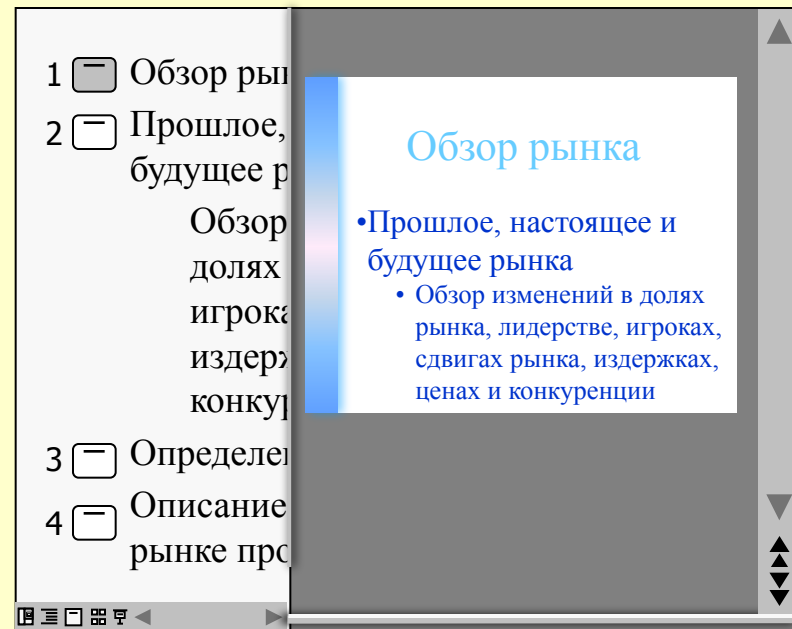 1 Обзор ры
2 Прошлое,
будущее р
Обзор
долях
игрока
издерж
конку
3 Определе
4 Описание
рынке про
Обзор рынка
•Прошлое, настоящее и
будущее рынка
• Обзор изменений в долях
рынка, лидерстве, игроках,
сдвигах рынка, издержках,
ценах и конкуренции